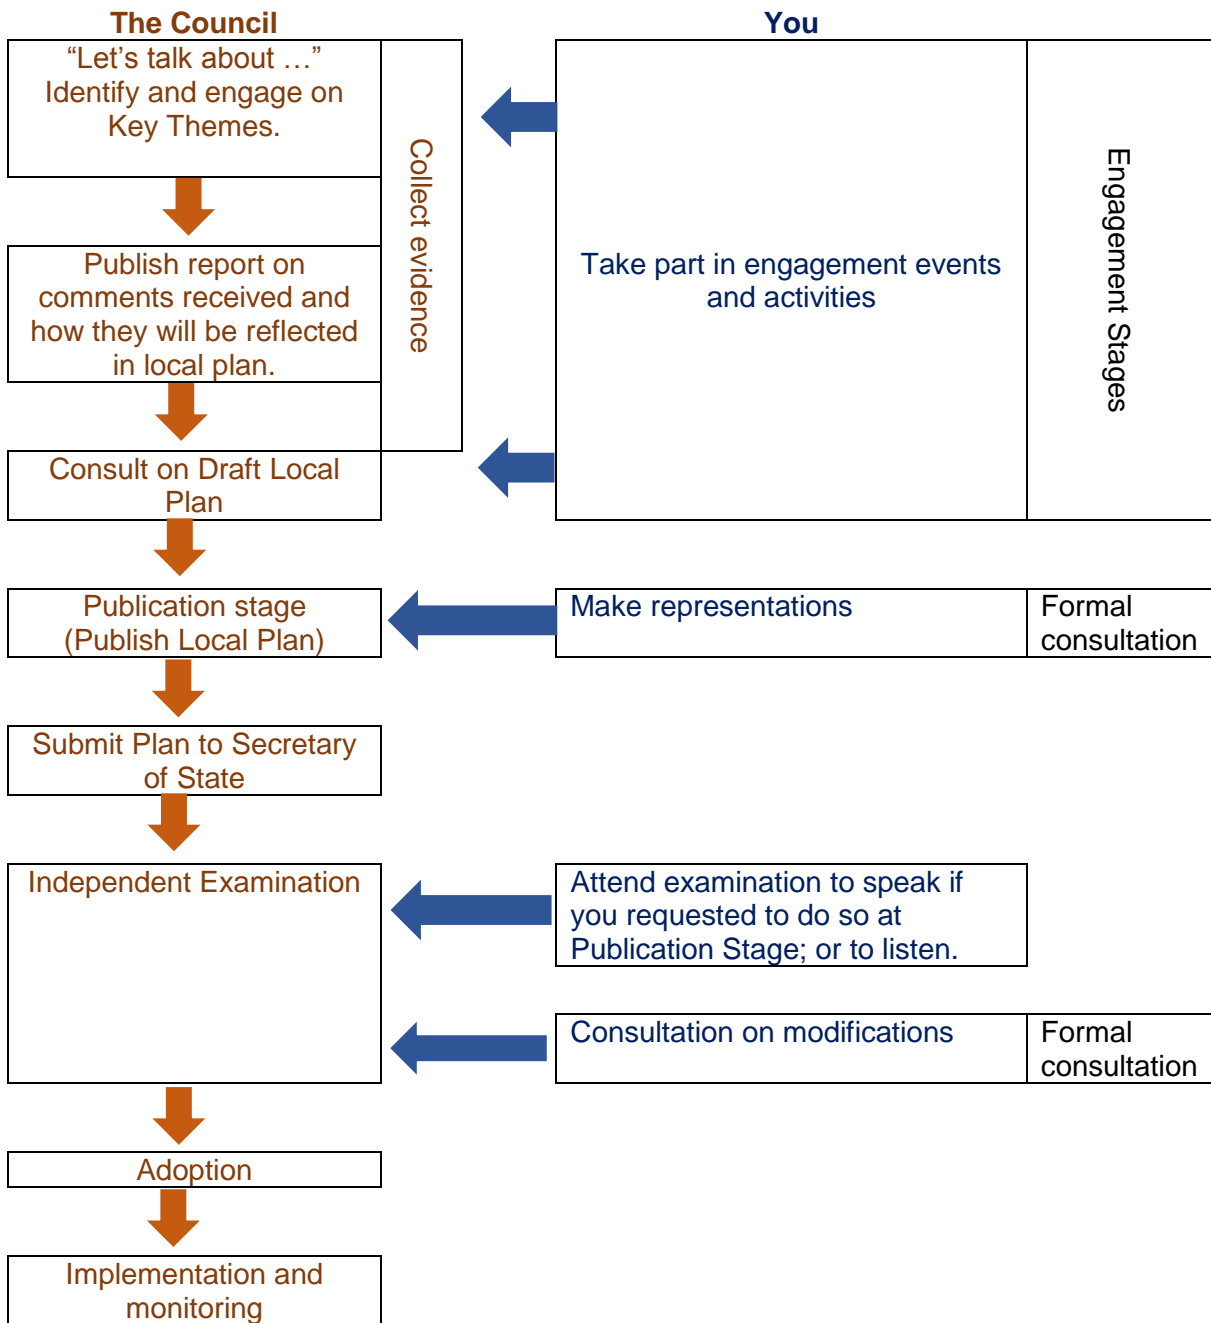 The Council
You
“Let’s talk about …”
Identify and engage on
Key Themes.
Collect evidence
Publish report on
comments received and
how they will be reflected
in local plan.
Take part in engagement events
and activities
Engagement Stages
Consult on Draft Local
Plan
Publication stage
(Publish Local Plan)
Make representations
Formal
consultation
Submit Plan to Secretary
of State
Independent Examination
Attend examination to speak if
you requested to do so at
Publication Stage; or to listen.
Consultation on modifications
Formal
consultation
Adoption
Implementation and
monitoring